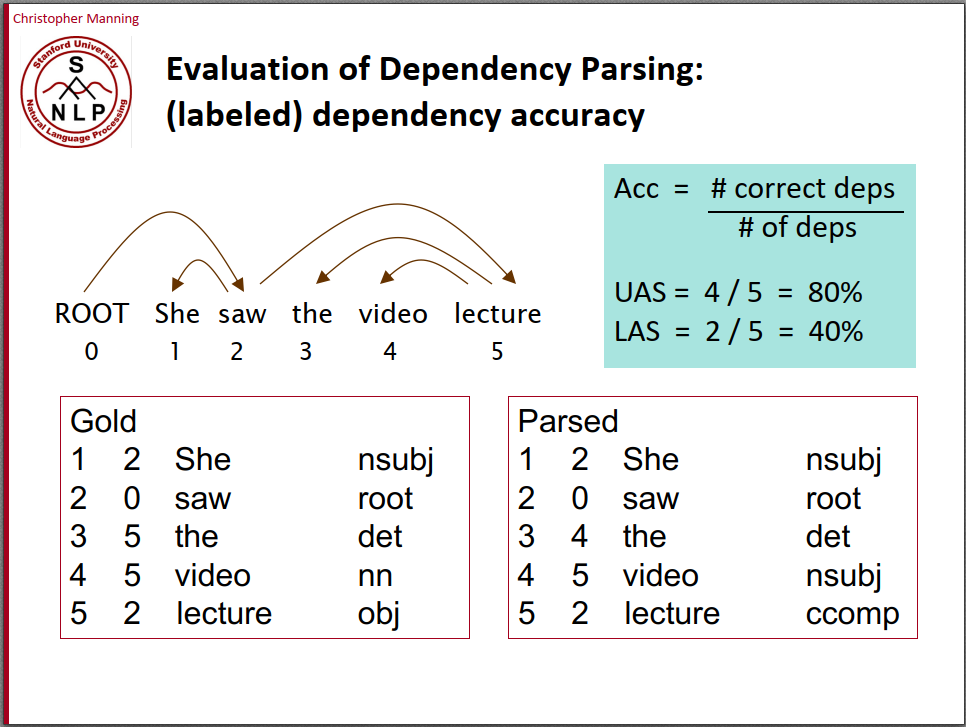 Christopher Manning
Stanford University
S
NLP
Natural Language Processing
Evaluation of Dependency Parsing:
(labeled) dependency accuracy
Acc = # correct deps
# of deps
UAS = 4 / 5 = 80%
LAS = 2 / 5 = 40%
ROOT She saw the video lecture
0 1 2 3 4 5
Gold
1 2 She nsubj
2 0 saw root
3 5 the det
4 5 video nn
5 2 lecture obj
Parsed
1 2 She nsubj
2 0 saw root
3 4 the det
4 5 video nsubj
5 2 lecture ccomp